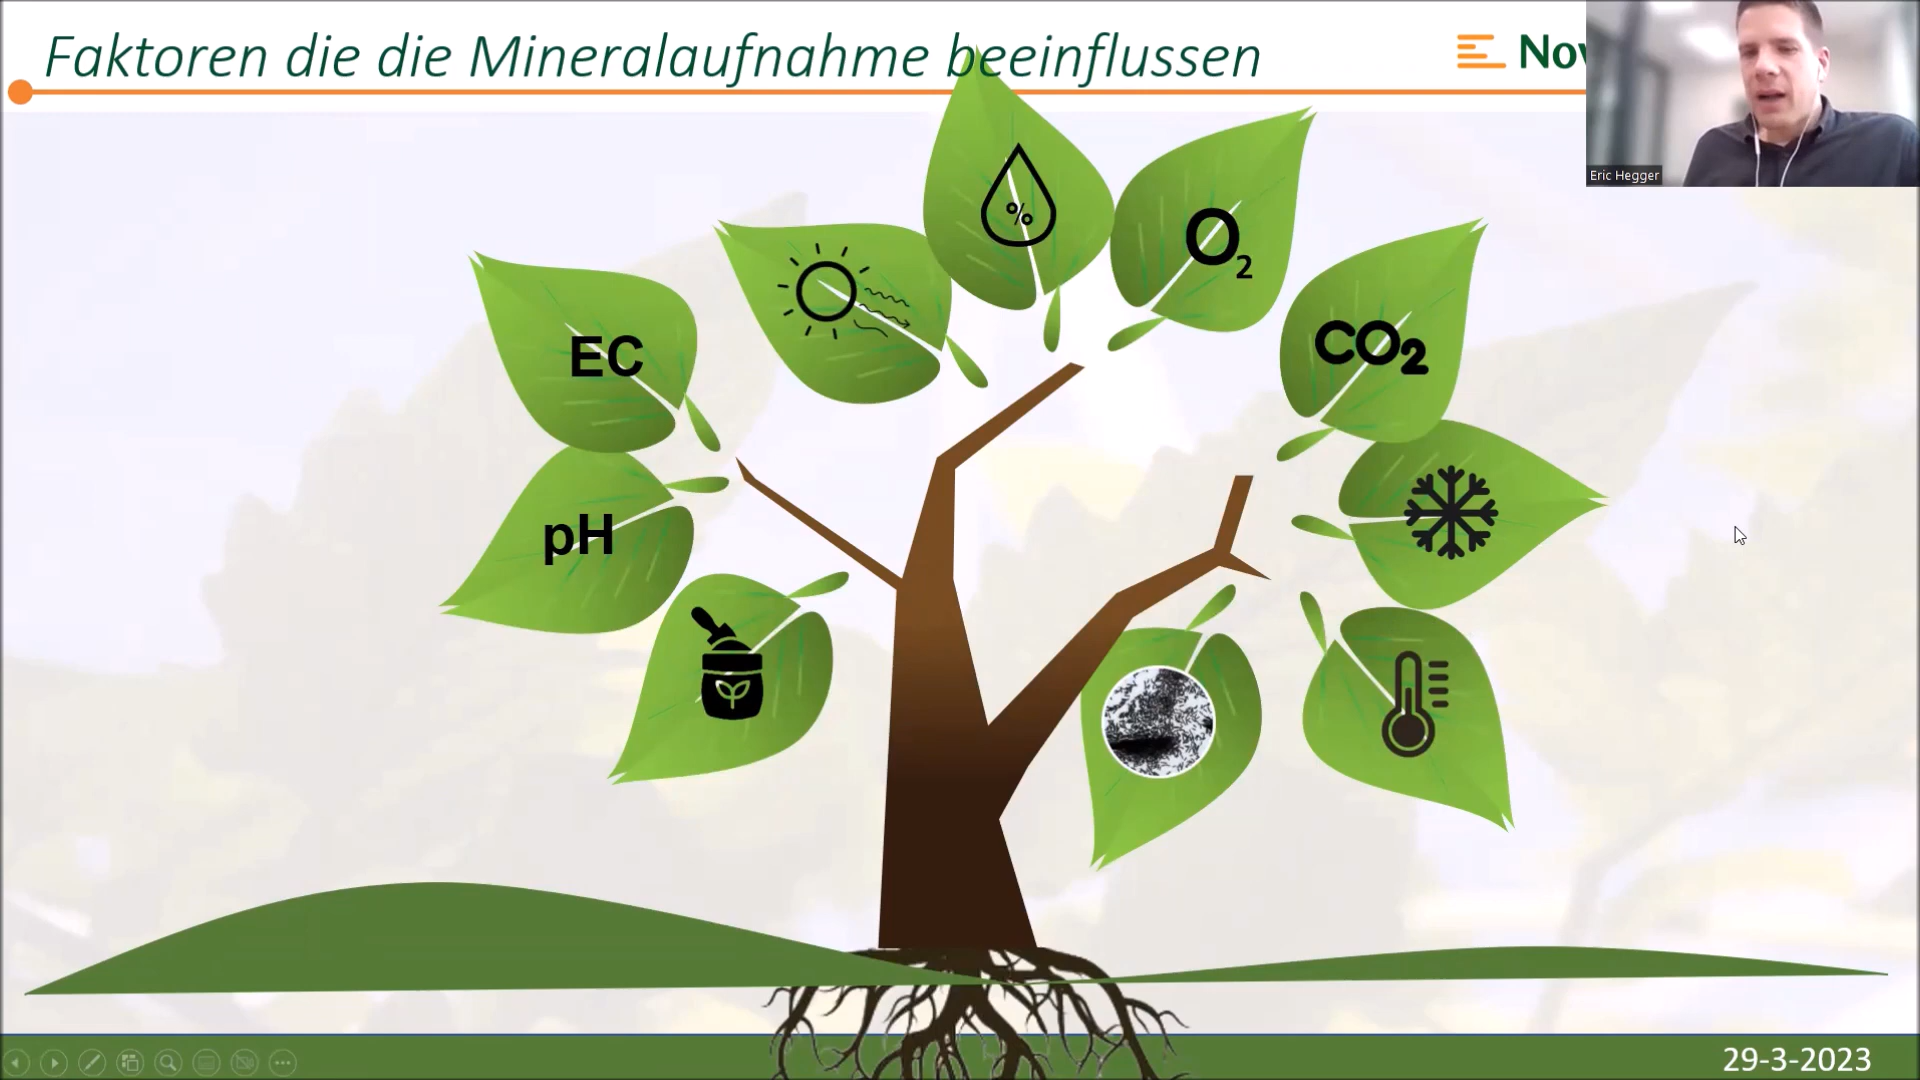 Faktoren die die Mineralaufnahme beeinflussen
Nov
Eric Hegger
%
O2
CO2
EC
pH
29-3-2023